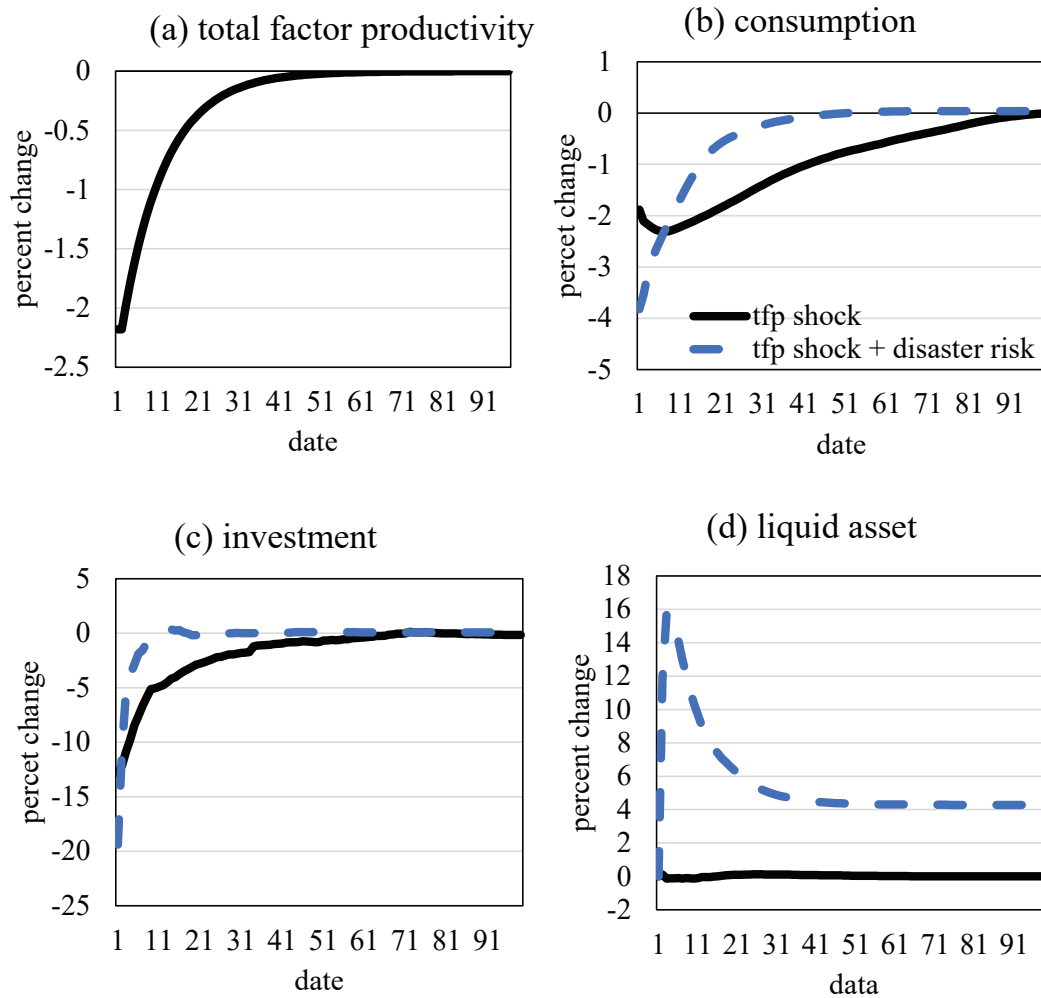 (a) total factor productivity
0
-0.5
-1
-1.5
-2
-2.5
percent change
1 11 21 31 41 51 61 71 81 91
date
(b) consumption
1
0
-1
-2
-3
-4
-5
percet change
tfp shock
tfp shock + disaster risk
1 11 21 31 41 51 61 71 81 91
date
(c) investment
5
0
-5
-10
-15
-20
-25
percet change
1 11 21 31 41 51 61 71 81 91
date
(d) liquid asset
18
16
14
12
10
8
6
4
2
0
-2
percent change
1 11 21 31 41 51 61 71 81 91
data